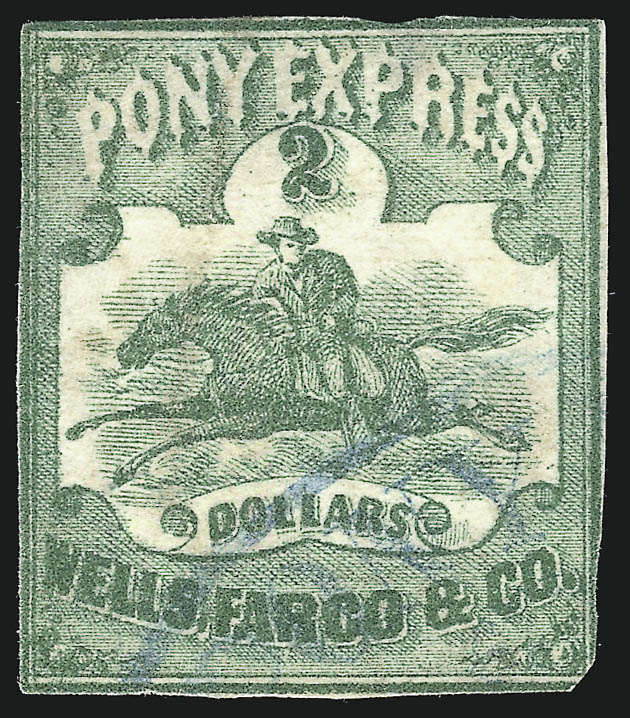 PONY EXPRESS
2
DOLLARS
WELLS, FARGO & CO.